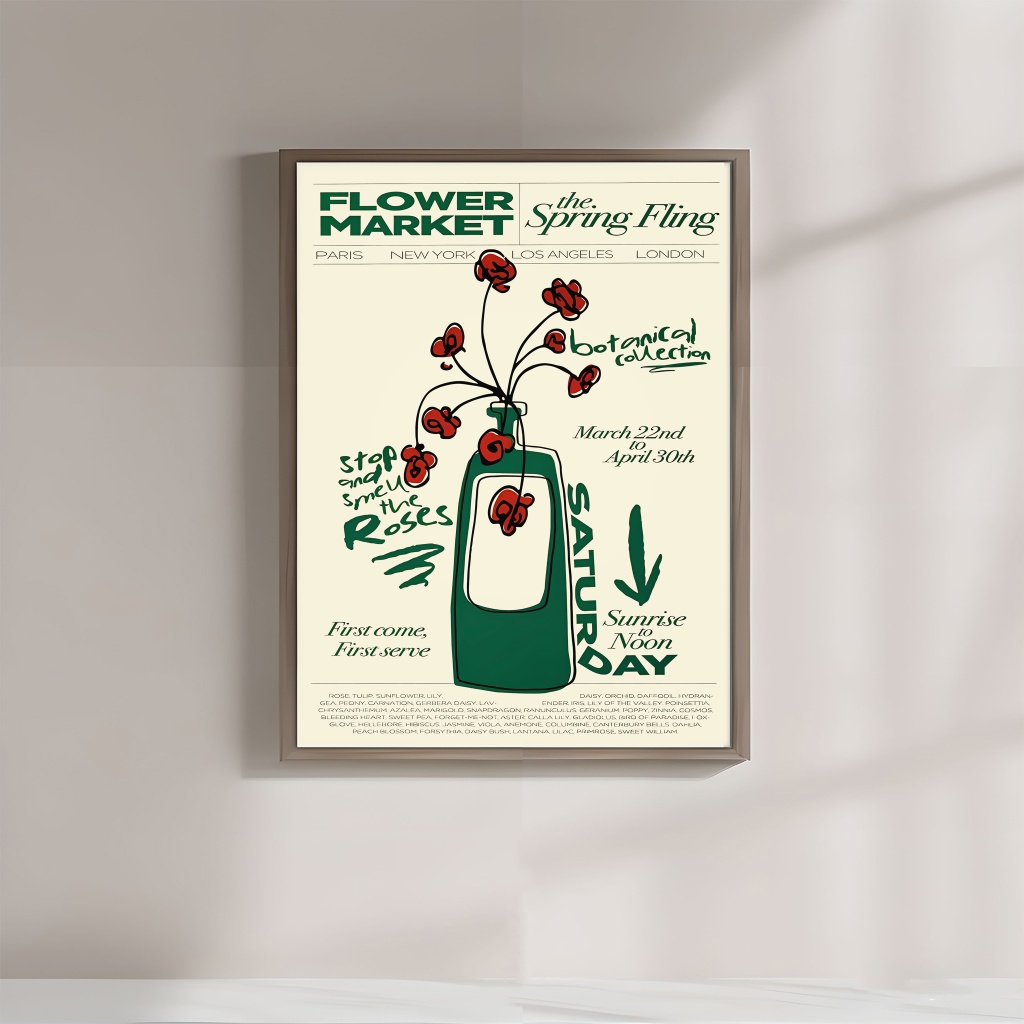 FLOWER
MARKET
the
Spring Fling
PARIS NEW YORK LOS ANGELES LONDON
botanical
collection
March 22nd
to
April 30th
stop
and
smell
the
Roses
SATURDAY
Sunrise
to
Noon
First come,
First serve
ROSE, TULIP, SUNFLOWER, LILY, DAISY, ORCHID, DAFFODIL, HYDRAN-
GEA, PEONY, CARNATION, GERBERA DAISY, LAV- ENDER, IRIS, LILY OF THE VALLEY, POINSETTIA,
CHRYSANTHEMUM, AZALEA, MARIGOLD, SNAPDRAGON, RANUNCULUS, GERANIUM, POPPY, ZINNIA, COSMOS,
BLEEDING HEART, SWEET PEA, FORGET-ME-NOT, ASTER, CALLA LILY, GLADIOLUS, BIRD OF PARADISE, FOX-
GLOVE, HELLEBORE, HIBISCUS, JASMINE, VIOLA, ANEMONE, COLUMBINE, CANTERBURY BELLS, DAHLIA,
PEACH BLOSSOM, FORSYTHIA, DAISY BUSH, LANTANA, LILAC, PRIMROSE, SWEET WILLIAM